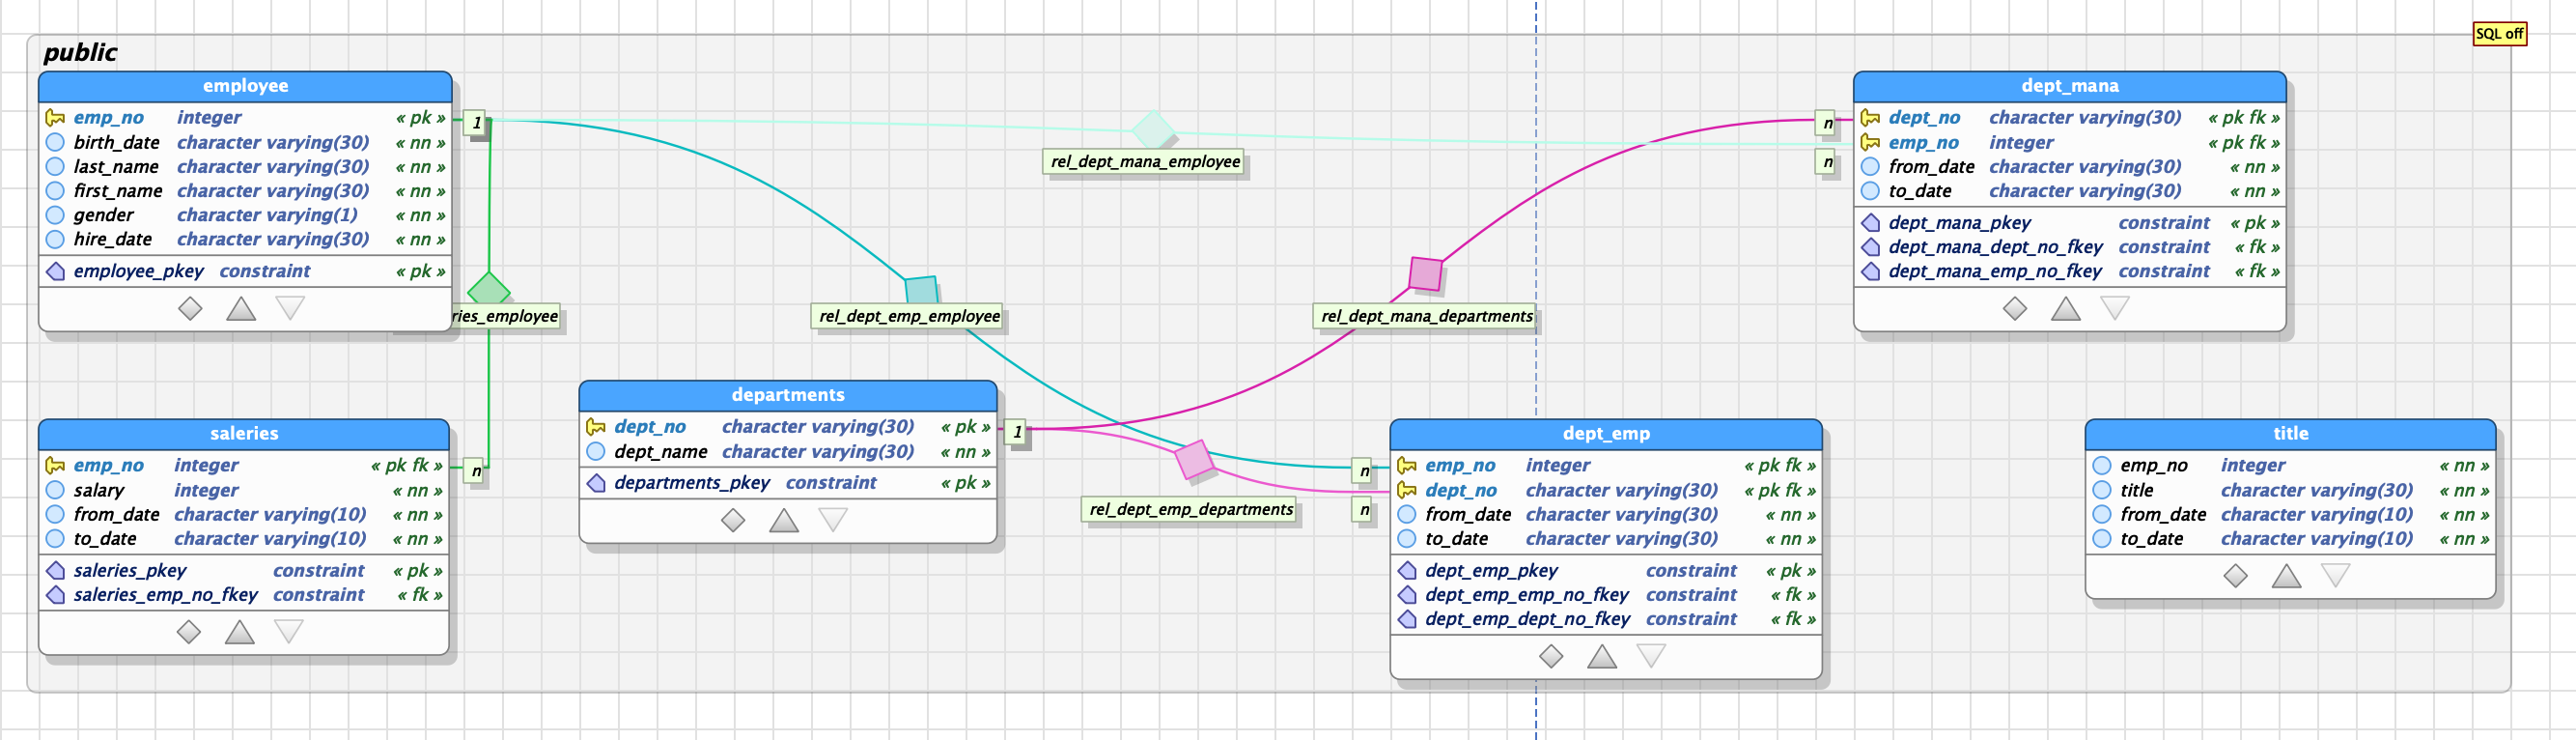 SQL off
public
employee
emp_no integer « pk »
birth_date character varying(30) « nn »
last_name character varying(30) « nn »
first_name character varying(30) « nn »
gender character varying(1) « nn »
hire_date character varying(30) « nn »
employee_pkey constraint « pk »
1
rel_dept_mana_employee
n
n
dept_mana
dept_no character varying(30) « pk fk »
emp_no integer « pk fk »
from_date character varying(30) « nn »
to_date character varying(30) « nn »
dept_mana_pkey constraint « pk »
dept_mana_dept_no_fkey constraint « fk »
dept_mana_emp_no_fkey constraint « fk »
ries_employee
rel_dept_emp_employee
rel_dept_mana_departments
saleries
emp_no integer « pk fk »
salary integer « nn »
from_date character varying(10) « nn »
to_date character varying(10) « nn »
saleries_pkey constraint « pk »
saleries_emp_no_fkey constraint « fk »
n
departments
dept_no character varying(30) « pk »
dept_name character varying(30) « nn »
departments_pkey constraint « pk »
1
rel_dept_emp_departments
n
n
dept_emp
emp_no integer « pk fk »
dept_no character varying(30) « pk fk »
from_date character varying(30) « nn »
to_date character varying(30) « nn »
dept_emp_pkey constraint « pk »
dept_emp_emp_no_fkey constraint « fk »
dept_emp_dept_no_fkey constraint « fk »
title
emp_no integer « nn »
title character varying(30) « nn »
from_date character varying(10) « nn »
to_date character varying(10) « nn »